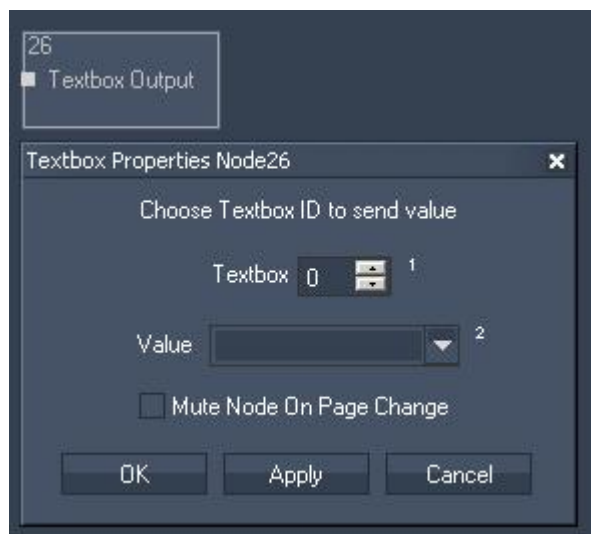 26
Textbox Output
Textbox Properties Node26
Choose Textbox ID to send value
Textbox 0 1
Value 2
Mute Node On Page Change
OK Apply Cancel